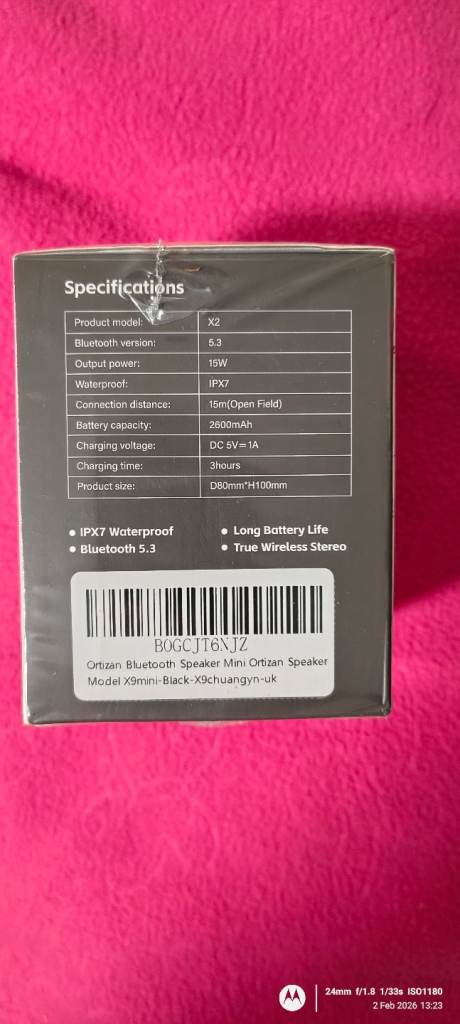 Specifications
Product model: X2
Bluetooth version: 5.3
Output power: 15W
Waterproof: IPX7
Connection distance: 15m(Open Field)
Battery capacity: 2600mAh
Charging voltage: DC 5V=1A
Charging time: 3hours
Product size: D80mm*H100mm
• IPX7 Waterproof • Long Battery Life
• Bluetooth 5.3 • True Wireless Stereo
B0GCJT6NJZ
Ortizan Bluetooth Speaker Mini Ortizan Speaker
Model X9mini-Black-X9chuangyn-uk
24mm f/1.8 1/33s ISO1180
2 Feb 2026 13:23